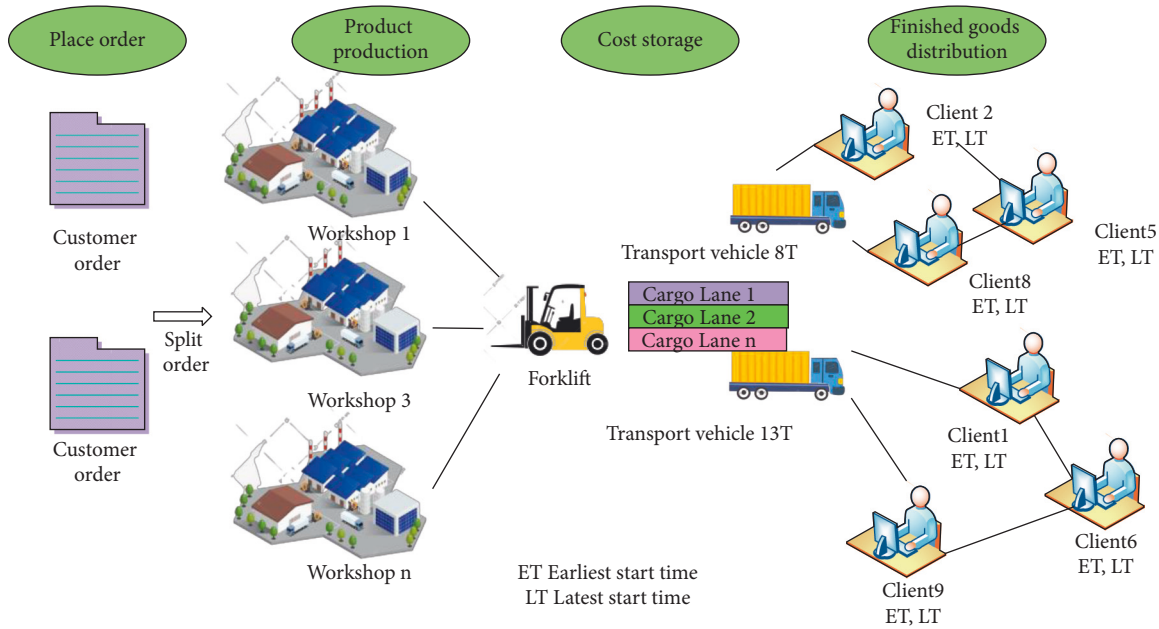 Place order
Product
production
Cost storage
Finished goods
distribution
Customer
order
Split
order
Customer
order
Workshop 1
Workshop 3
Workshop n
Forklift
Cargo Lane 1
Cargo Lane 2
Cargo Lane n
Transport vehicle 8T
Transport vehicle 13T
Client 2
ET, LT
Client5
ET, LT
Client8
ET, LT
Client1
ET, LT
Client6
ET, LT
Client9
ET, LT
ET Earliest start time
LT Latest start time